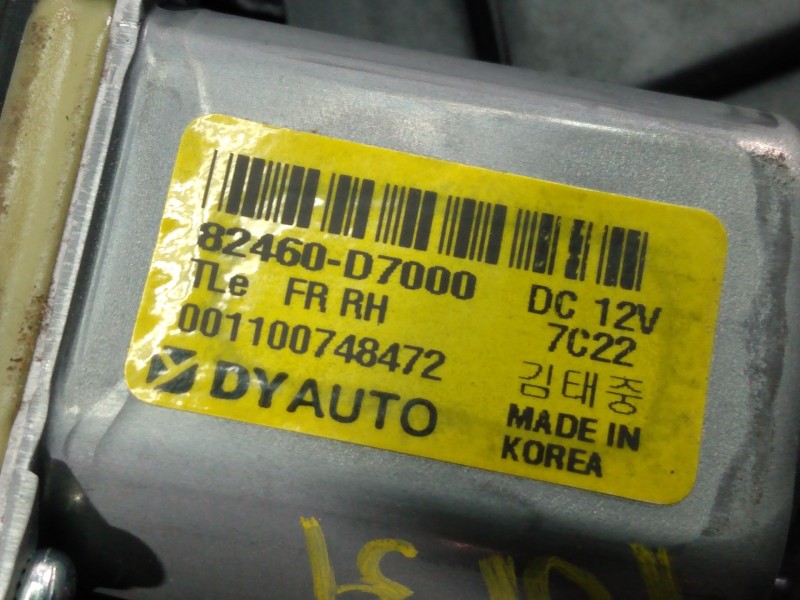 82460-D7000 DC 12V
TLe FR RH 7C22
001100748472 김태중
DYAUTO MADE IN
KOREA